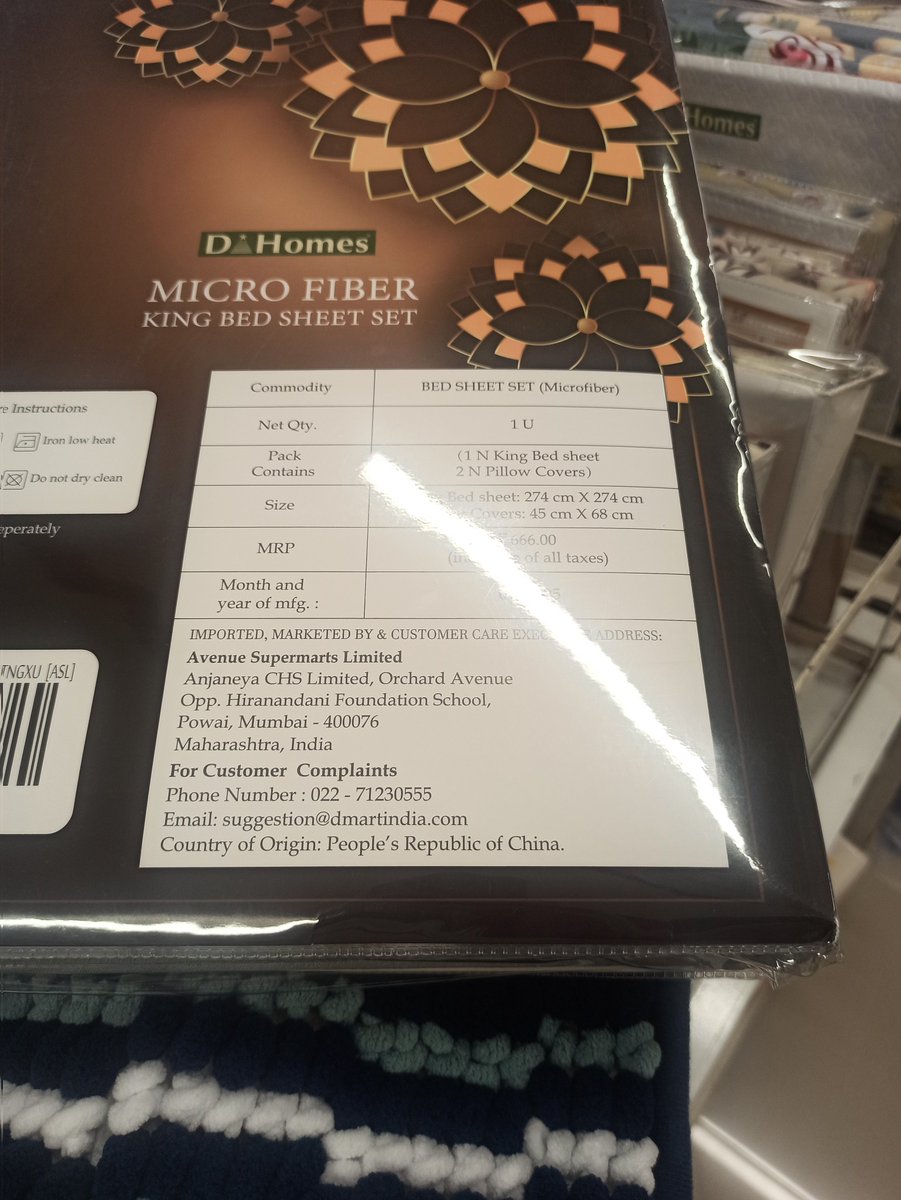 Homes
D Homes
MICRO FIBER
KING BED SHEET SET
re Instructions
Iron low heat
Do not dry clean
eperately
TNGXU [ASL]
Commodity BED SHEET SET (Microfiber)
Net Qty. 1 U
Pack Contains (1 N King Bed sheet
2 N Pillow Covers)
Size Bed sheet: 274 cm X 274 cm
Covers: 45 cm X 68 cm
MRP 666.00
of all taxes)
Month and
year of mfg. :
IMPORTED, MARKETED BY & CUSTOMER CARE EXECUTIVE ADDRESS:
Avenue Supermarts Limited
Anjaneya CHS Limited, Orchard Avenue
Opp. Hiranandani Foundation School,
Powai, Mumbai - 400076
Maharashtra, India
For Customer Complaints
Phone Number : 022 - 71230555
Email: suggestion@dmartindia.com
Country of Origin: People's Republic of China.